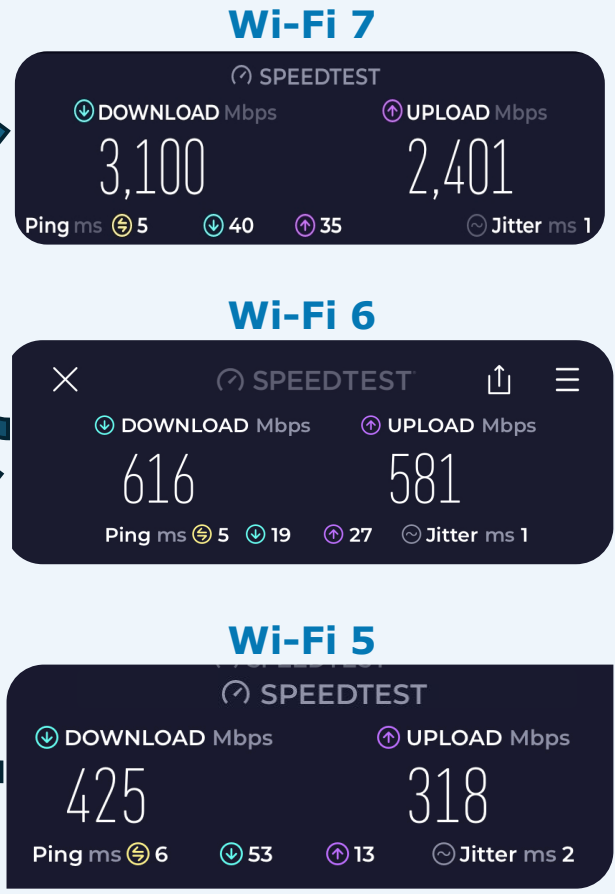 Wi-Fi 7
SPEEDTEST
DOWNLOAD Mbps UPLOAD Mbps
3,100 2,401
Ping ms 5 40 35 Jitter ms 1
Wi-Fi 6
SPEEDTEST
DOWNLOAD Mbps UPLOAD Mbps
616 581
Ping ms 5 19 27 Jitter ms 1
Wi-Fi 5
SPEEDTEST
SPEEDTEST
DOWNLOAD Mbps UPLOAD Mbps
425 318
Ping ms 6 53 13 Jitter ms 2